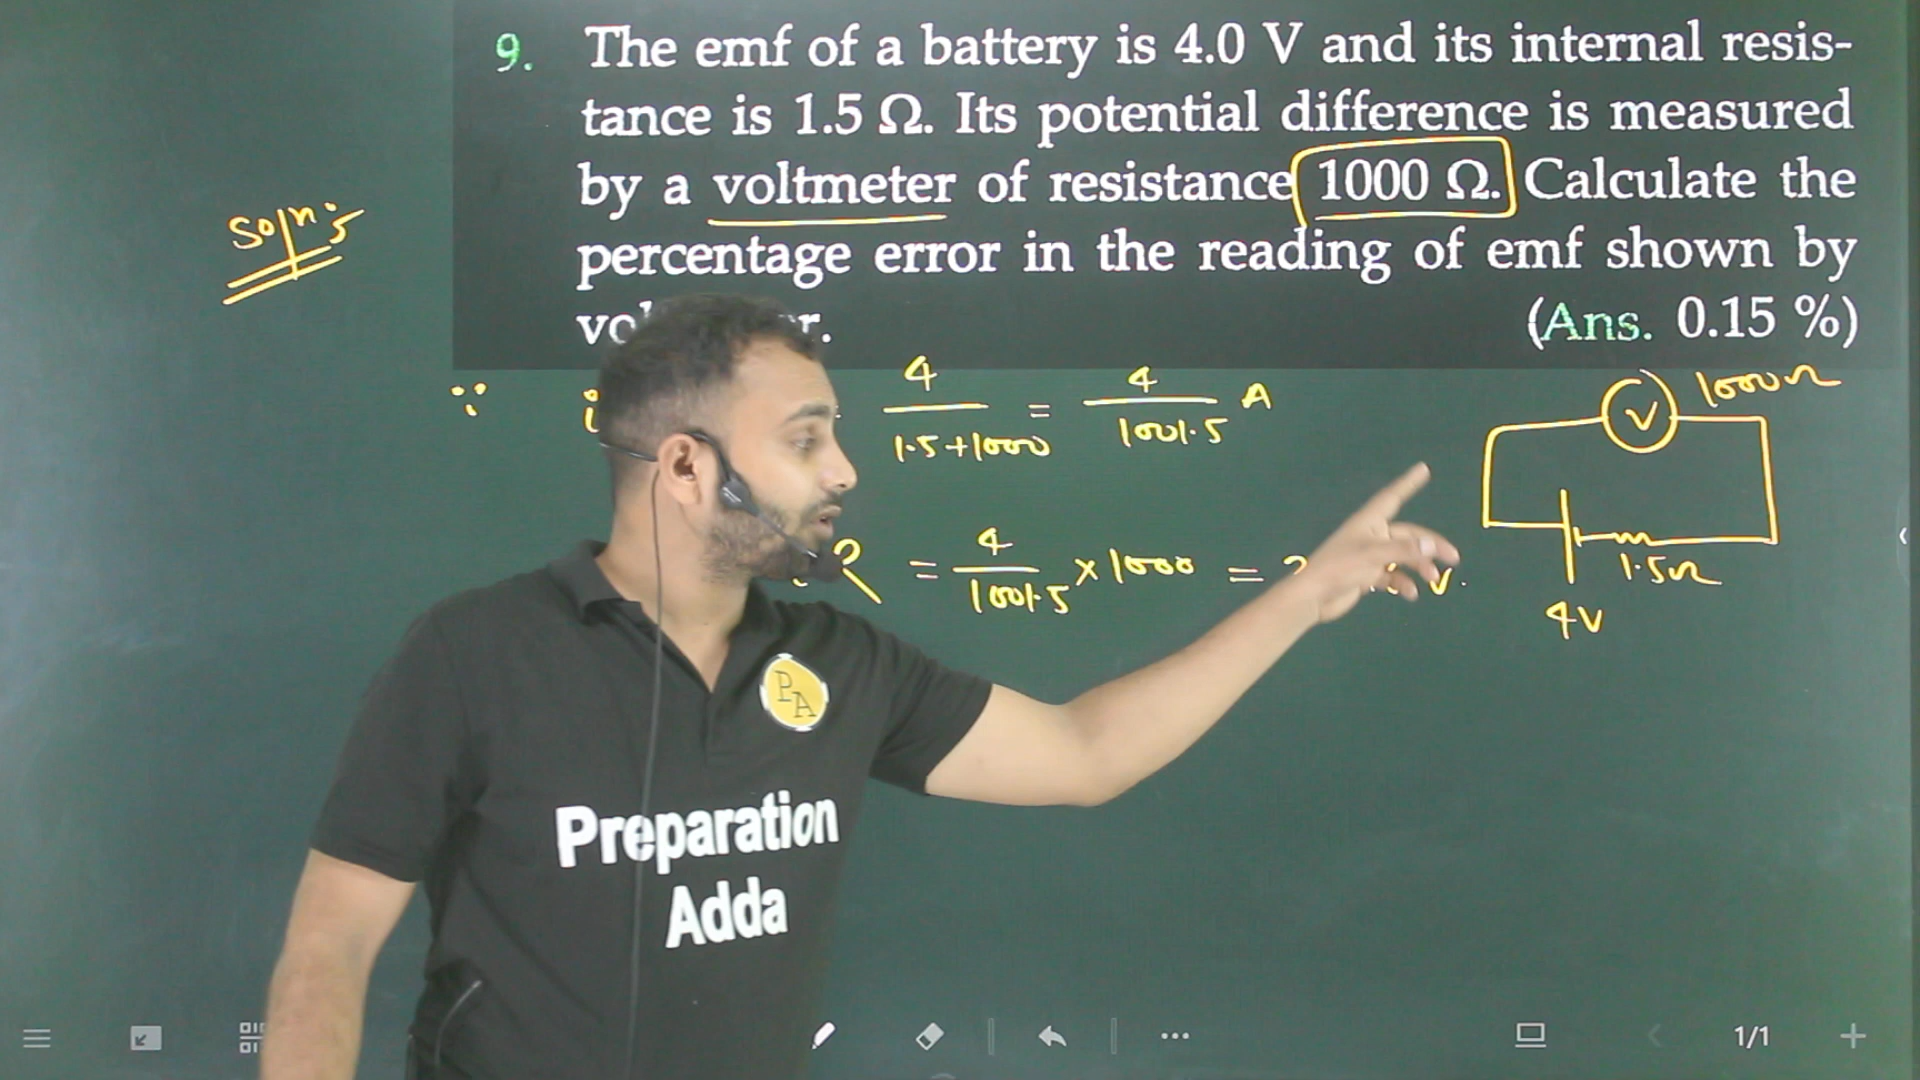 9. The emf of a battery is 4.0 V and its internal resis-
tance is 1.5 Ω. Its potential difference is measured
by a voltmeter of resistance 1000 Ω. Calculate the
percentage error in the reading of emf shown by
(Ans. 0.15 %)
Soln:
∵ i 4/1.5+1000 = 4/1001.5 A
R = 4/1001.5 × 1000 = V.
V 1000Ω
1.5Ω
4V
PA
Preparation
Adda
1/1